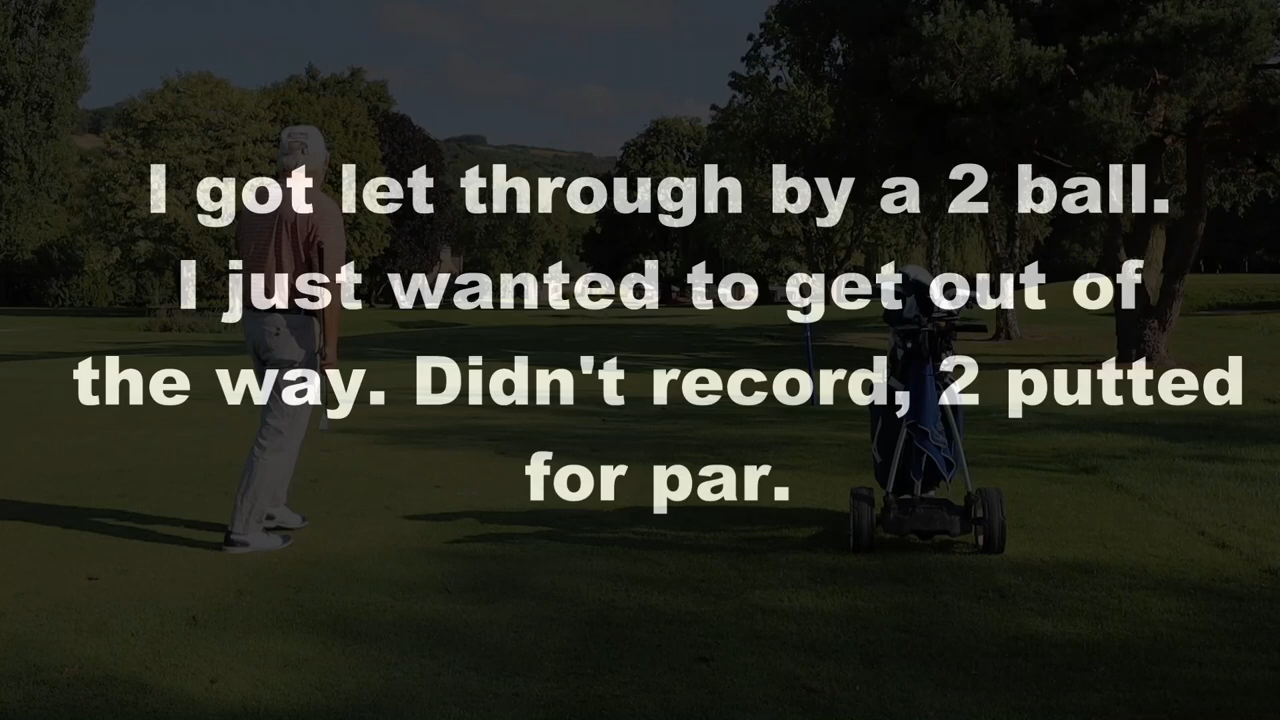 I got let through by a 2 ball.
I just wanted to get out of
the way. Didn't record, 2 putted
for par.